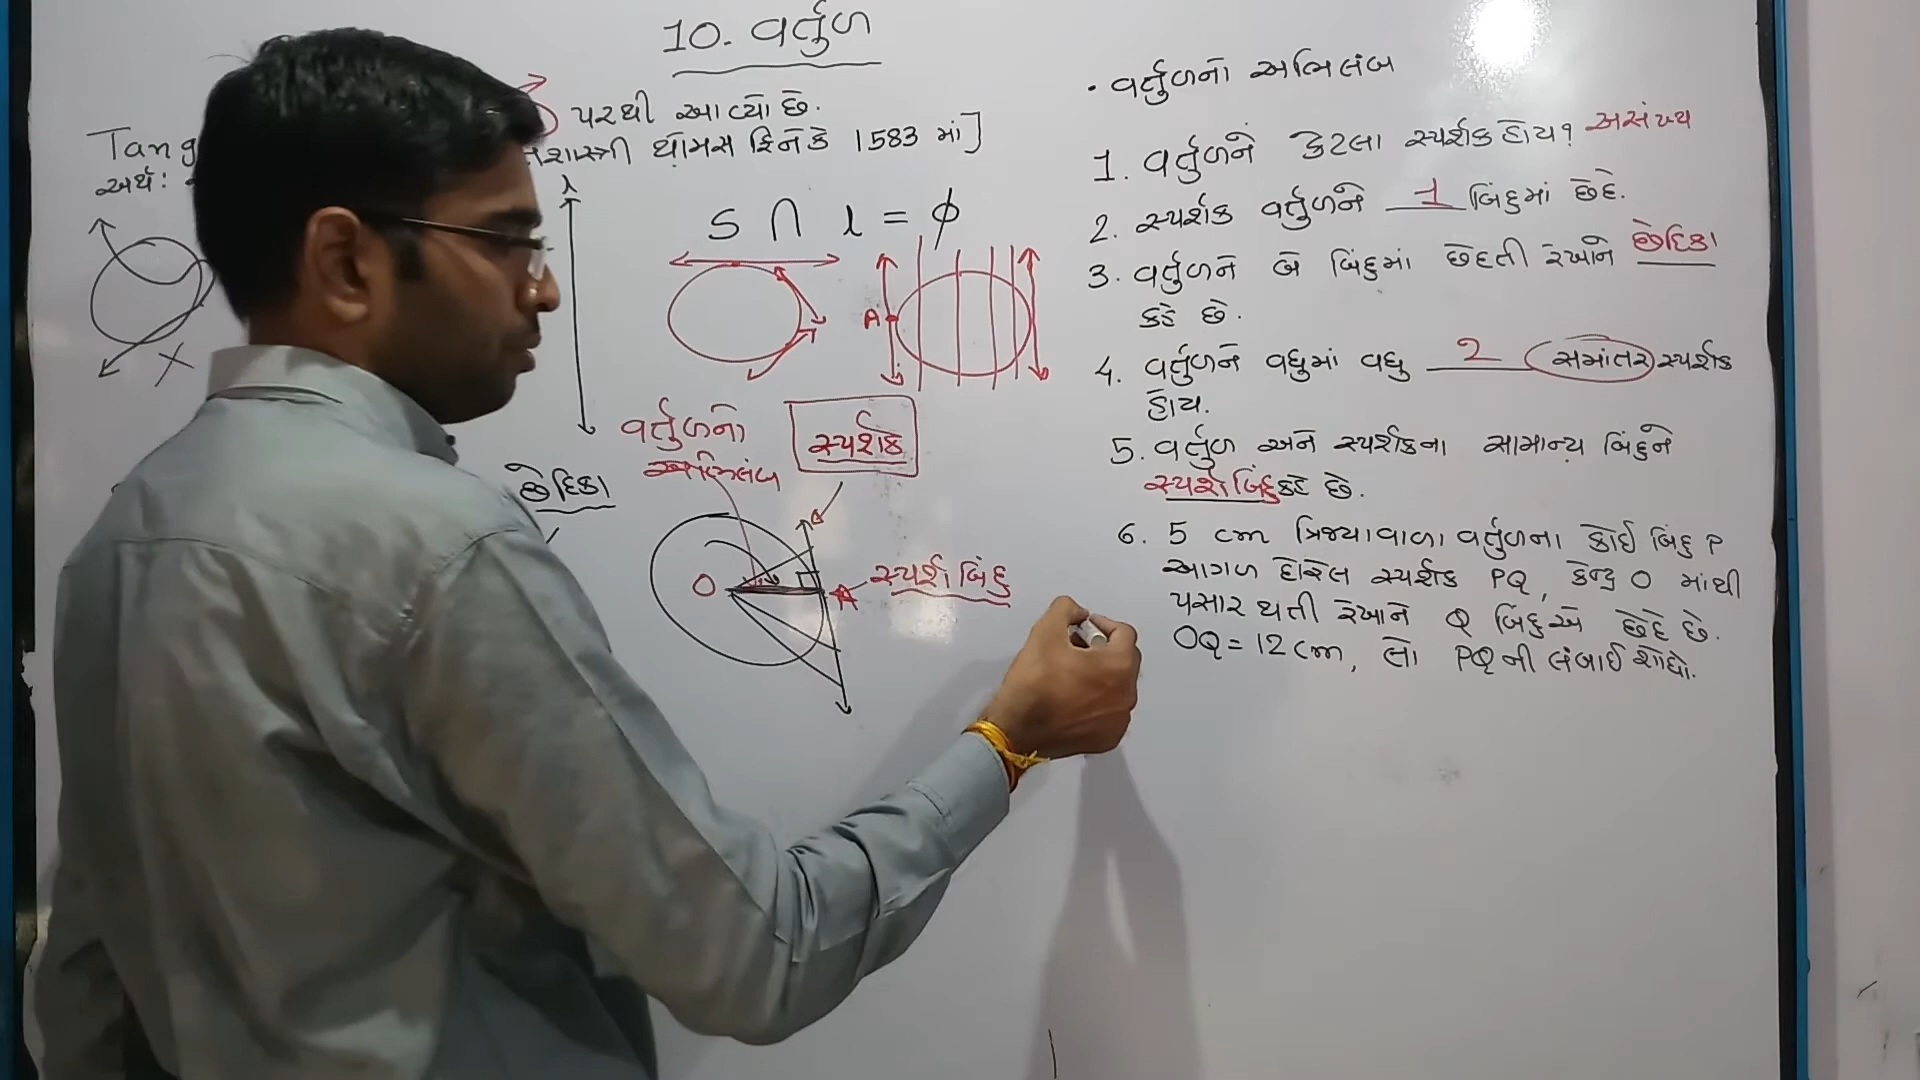 10. વર્તુળ
પરથી આવ્યો છે.
Tang
થોમસ ફિનકે 1583 માં]
અર્થ:
S ∩ l = ϕ
A
વર્તુળનો
અભિલંબ
સ્પર્શક
છેદિકા
O
A
સ્પર્શ બિંદુ
• વર્તુળનો અભિલંબ
1. વર્તુળને કેટલા સ્પર્શક હોય? અસંખ્ય
2. સ્પર્શક વર્તુળને 1 બિંદુમાં છેદે.
3. વર્તુળને બે બિંદુમાં છેદતી રેખાને છેદિકા
કહે છે.
4. વર્તુળને વધુમાં વધુ 2 સમાંતર સ્પર્શક
હોય.
5. વર્તુળ અને સ્પર્શકના સામાન્ય બિંદુને
સ્પર્શ બિંદુ કહે છે.
6. 5 cm ત્રિજ્યાવાળા વર્તુળના કોઈ બિંદુ P
આગળ દોરેલ સ્પર્શક PQ, કેન્દ્ર O માંથી
પસાર થતી રેખાને Q બિંદુએ છેદે છે.
OQ = 12 cm, તો PQ ની લંબાઈ શોધો.